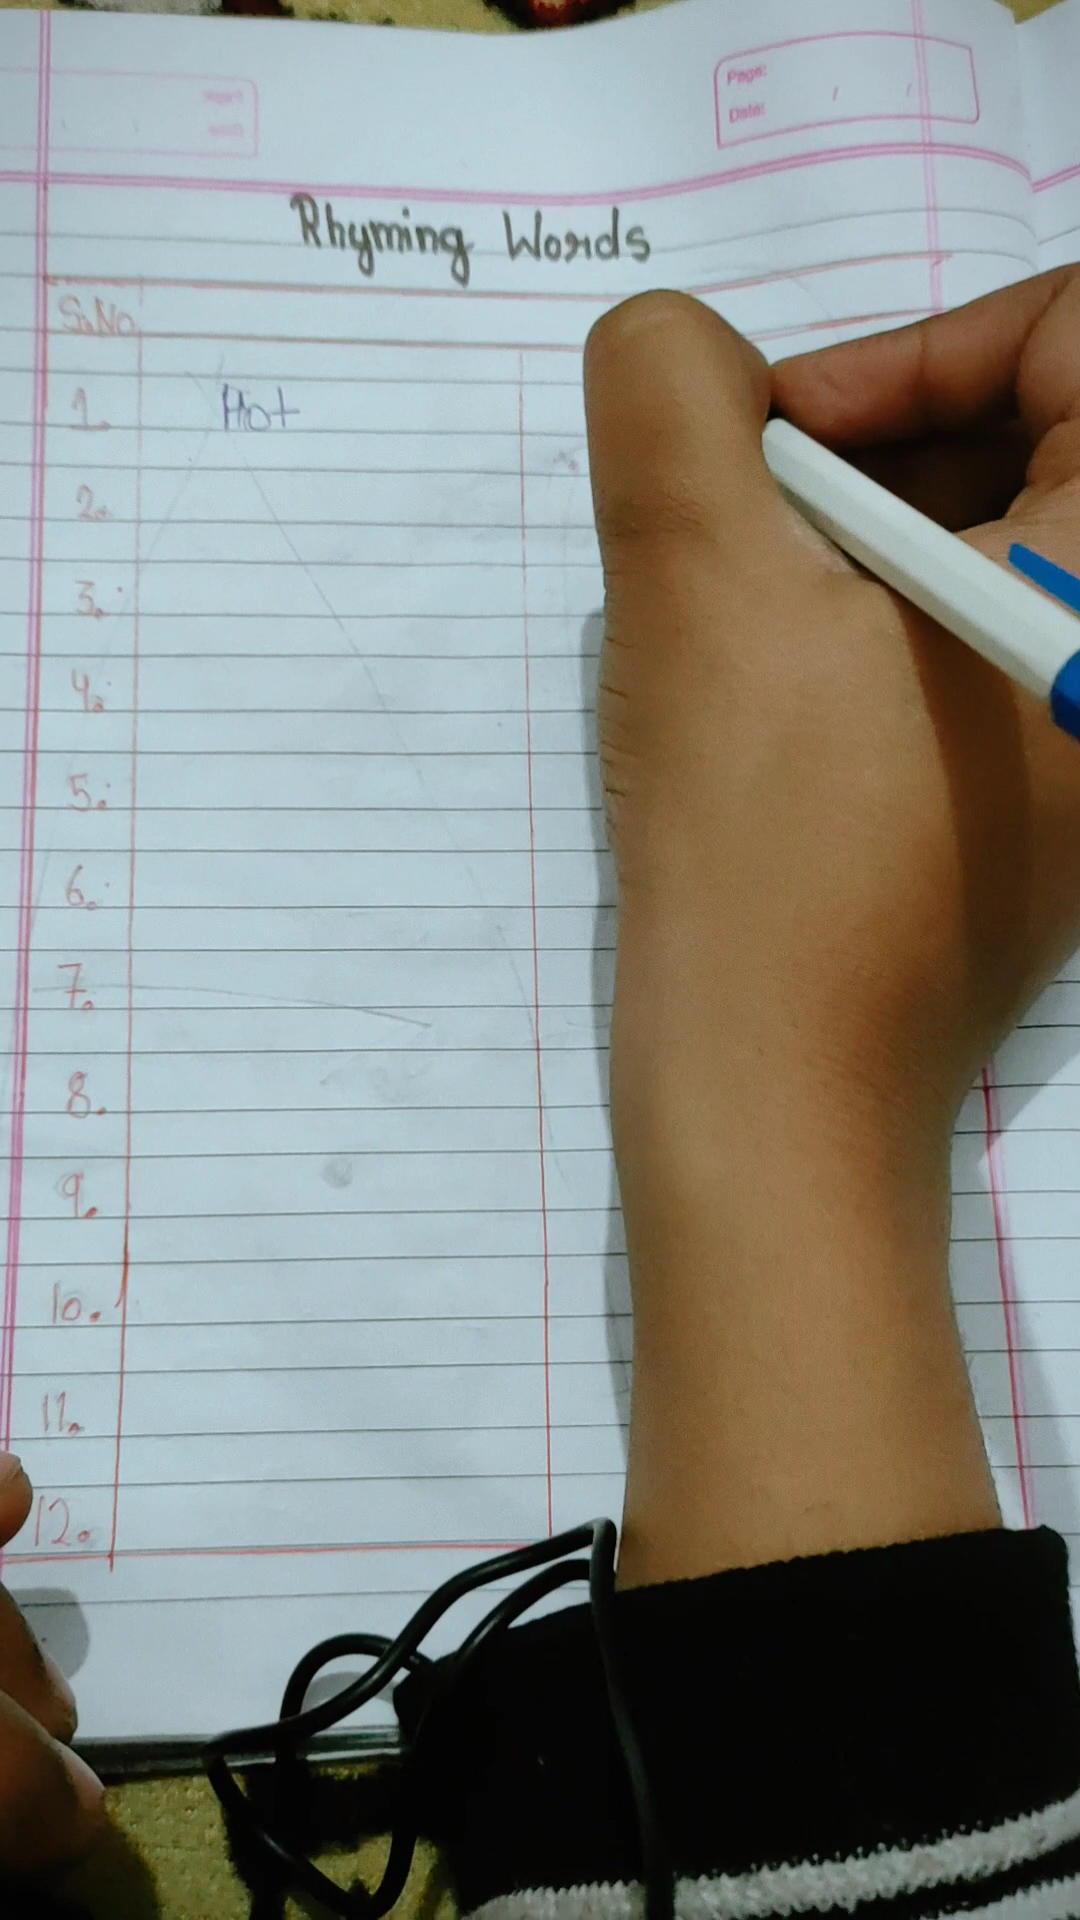 Page:
Date: / /
Rhyming Words
S.No.
1. Hot
2.
3.
4.
5.
6.
7.
8.
9.
10.
11.
12.